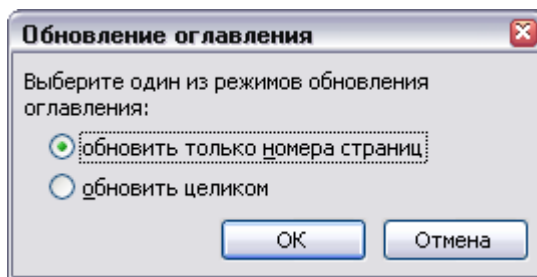 Обновление оглавления
Выберите один из режимов обновления
оглавления:
обновить только номера страниц
обновить целиком
ОК
Отмена